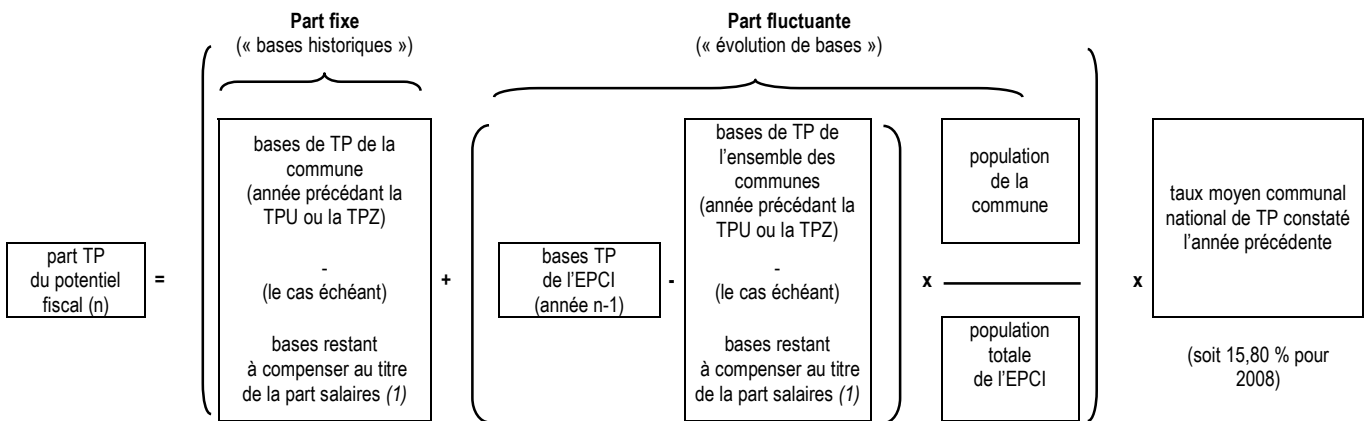 Part fixe
(« bases historiques »)
Part fluctuante
(« évolution de bases »)
part TP
du potentiel
fiscal (n)
=
bases de TP de la
commune
(année précédant la
TPU ou la TPZ)
-
(le cas échéant)
bases restant
à compenser au titre
de la part salaires (1)
+
bases TP
de l'EPCI
(année n-1)
-
bases de TP de
l'ensemble des
communes
(année précédant la
TPU ou la TPZ)
-
(le cas échéant)
bases restant
à compenser au titre
de la part salaires (1)
x
population
de la
commune
population
totale
de l'EPCI
x
taux moyen communal
national de TP constaté
l'année précédente
(soit 15,80 % pour
2008)